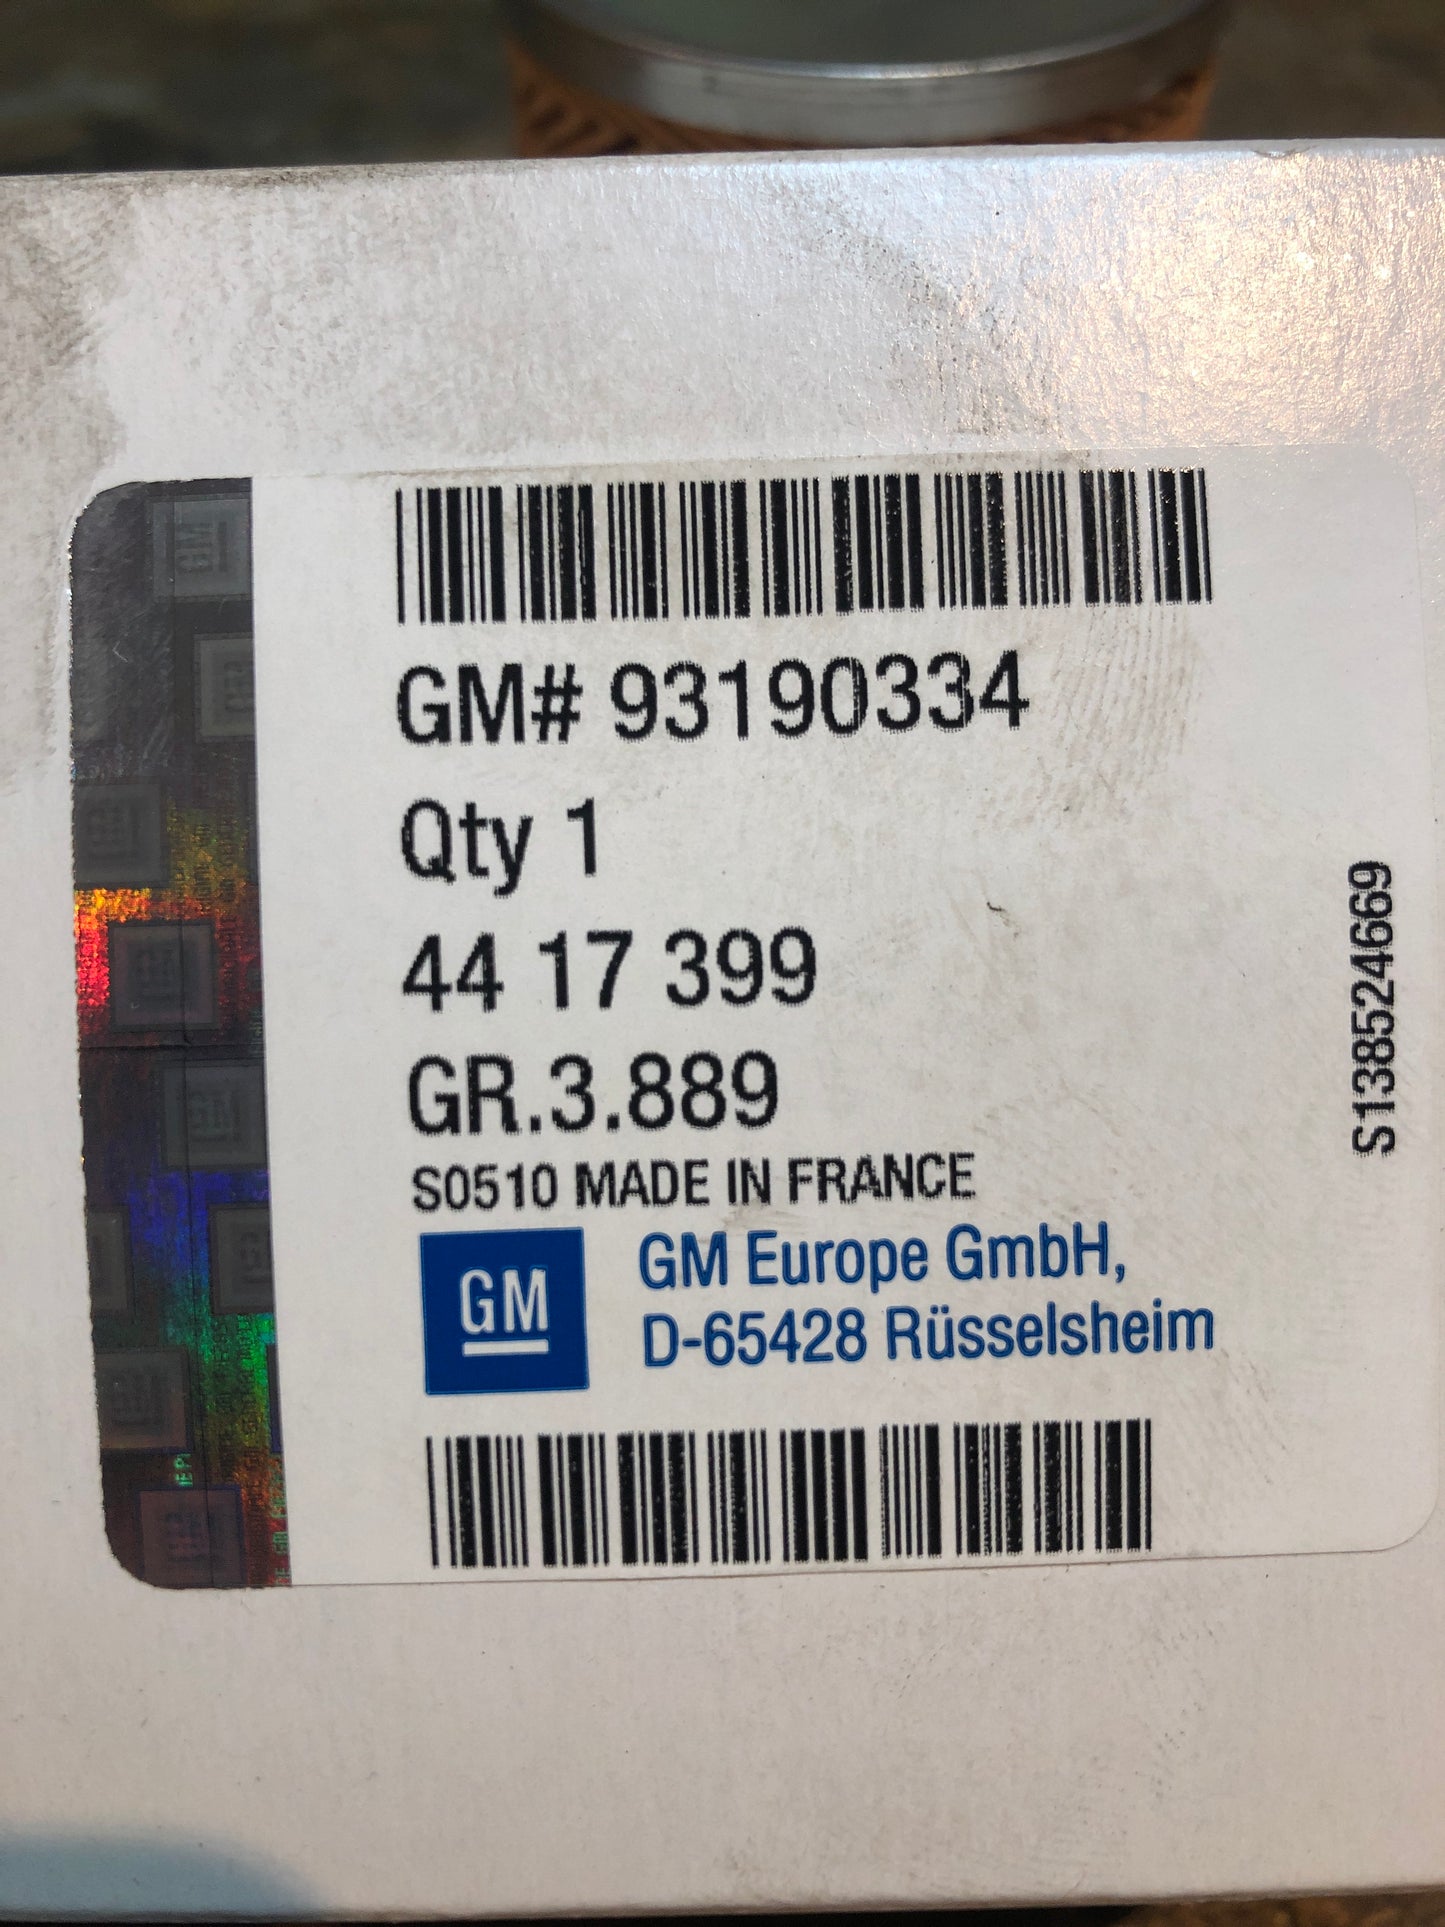 GM# 93190334
Qty 1
44 17 399
GR.3.889
S0510 MADE IN FRANCE
GM
GM Europe GmbH,
D-65428 Rüsselsheim
S138524669